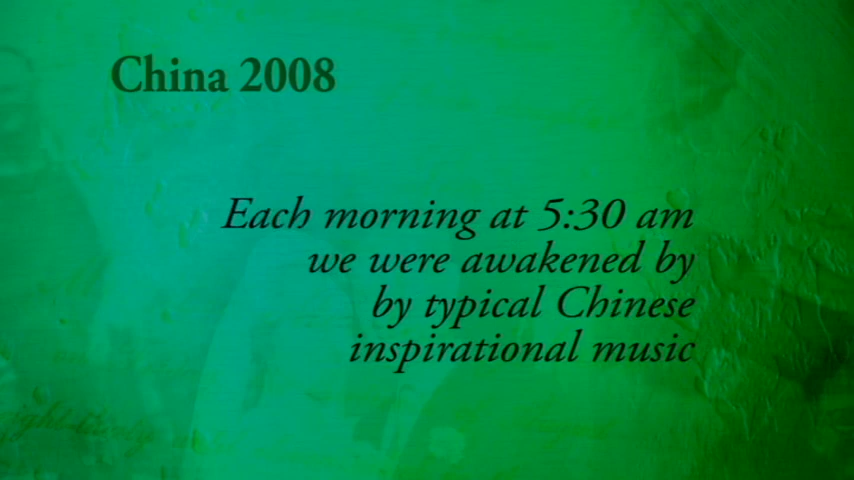 China 2008
Each morning at 5:30 am
we were awakened by
by typical Chinese
inspirational music